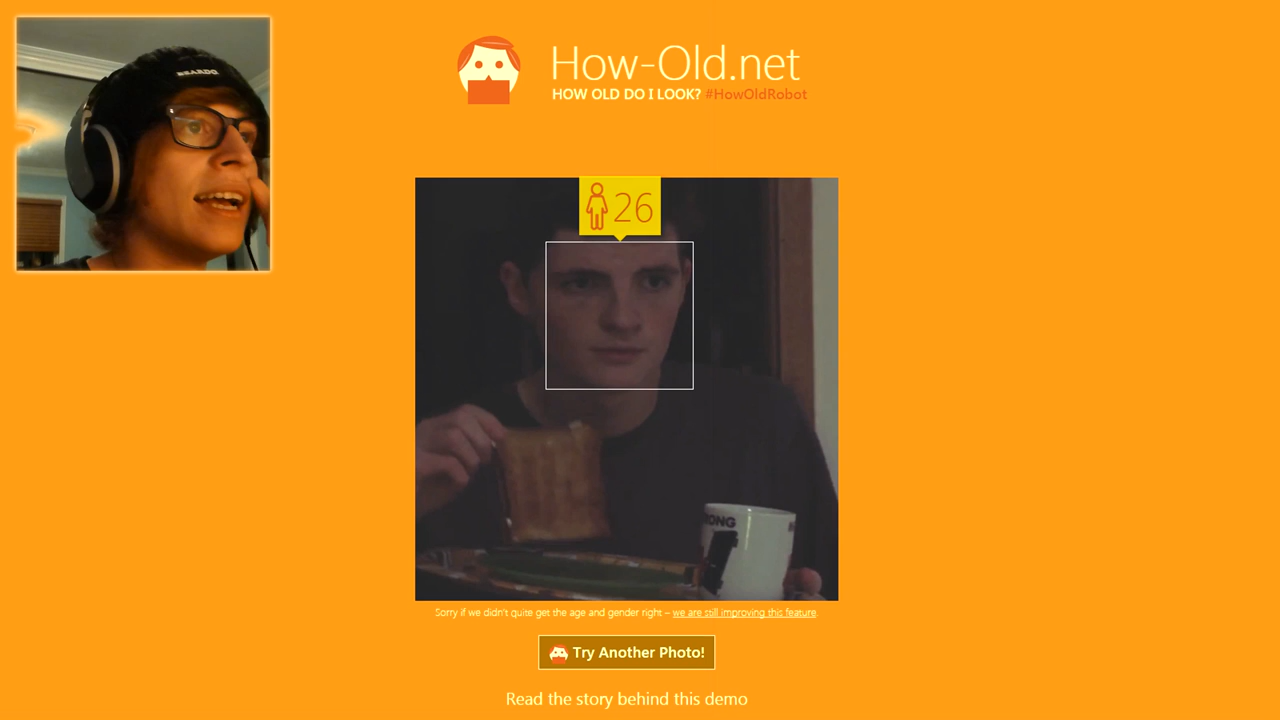 BEARDO
How-Old.net
HOW OLD DO I LOOK? #HowOldRobot
26
Sorry if we didn't quite get the age and gender right – we are still improving this feature.
Try Another Photo!
Read the story behind this demo